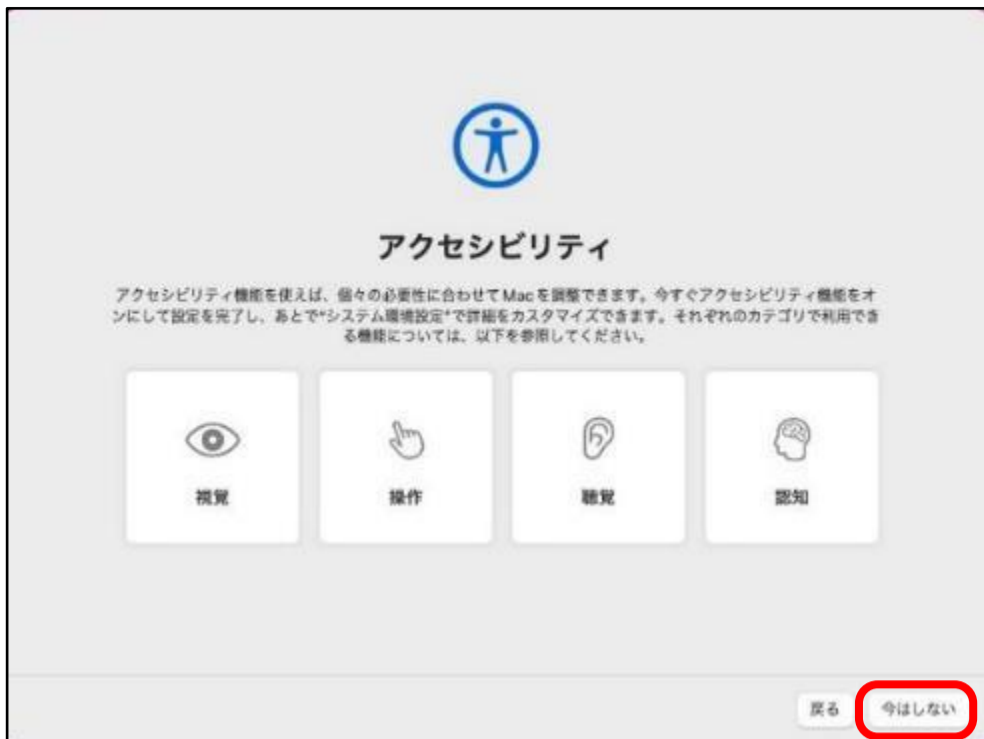 アクセシビリティ
アクセシビリティ機能を使えば、個々の必要性に合わせてMacを調整できます。今すぐアクセシビリティ機能をオ
ンにして設定を完了し、あとで"システム環境設定"で詳細をカスタマイズできます。それぞれのカテゴリで利用でき
る機能については、以下を参照してください。
視覚
操作
聴覚
認知
戻る
今はしない